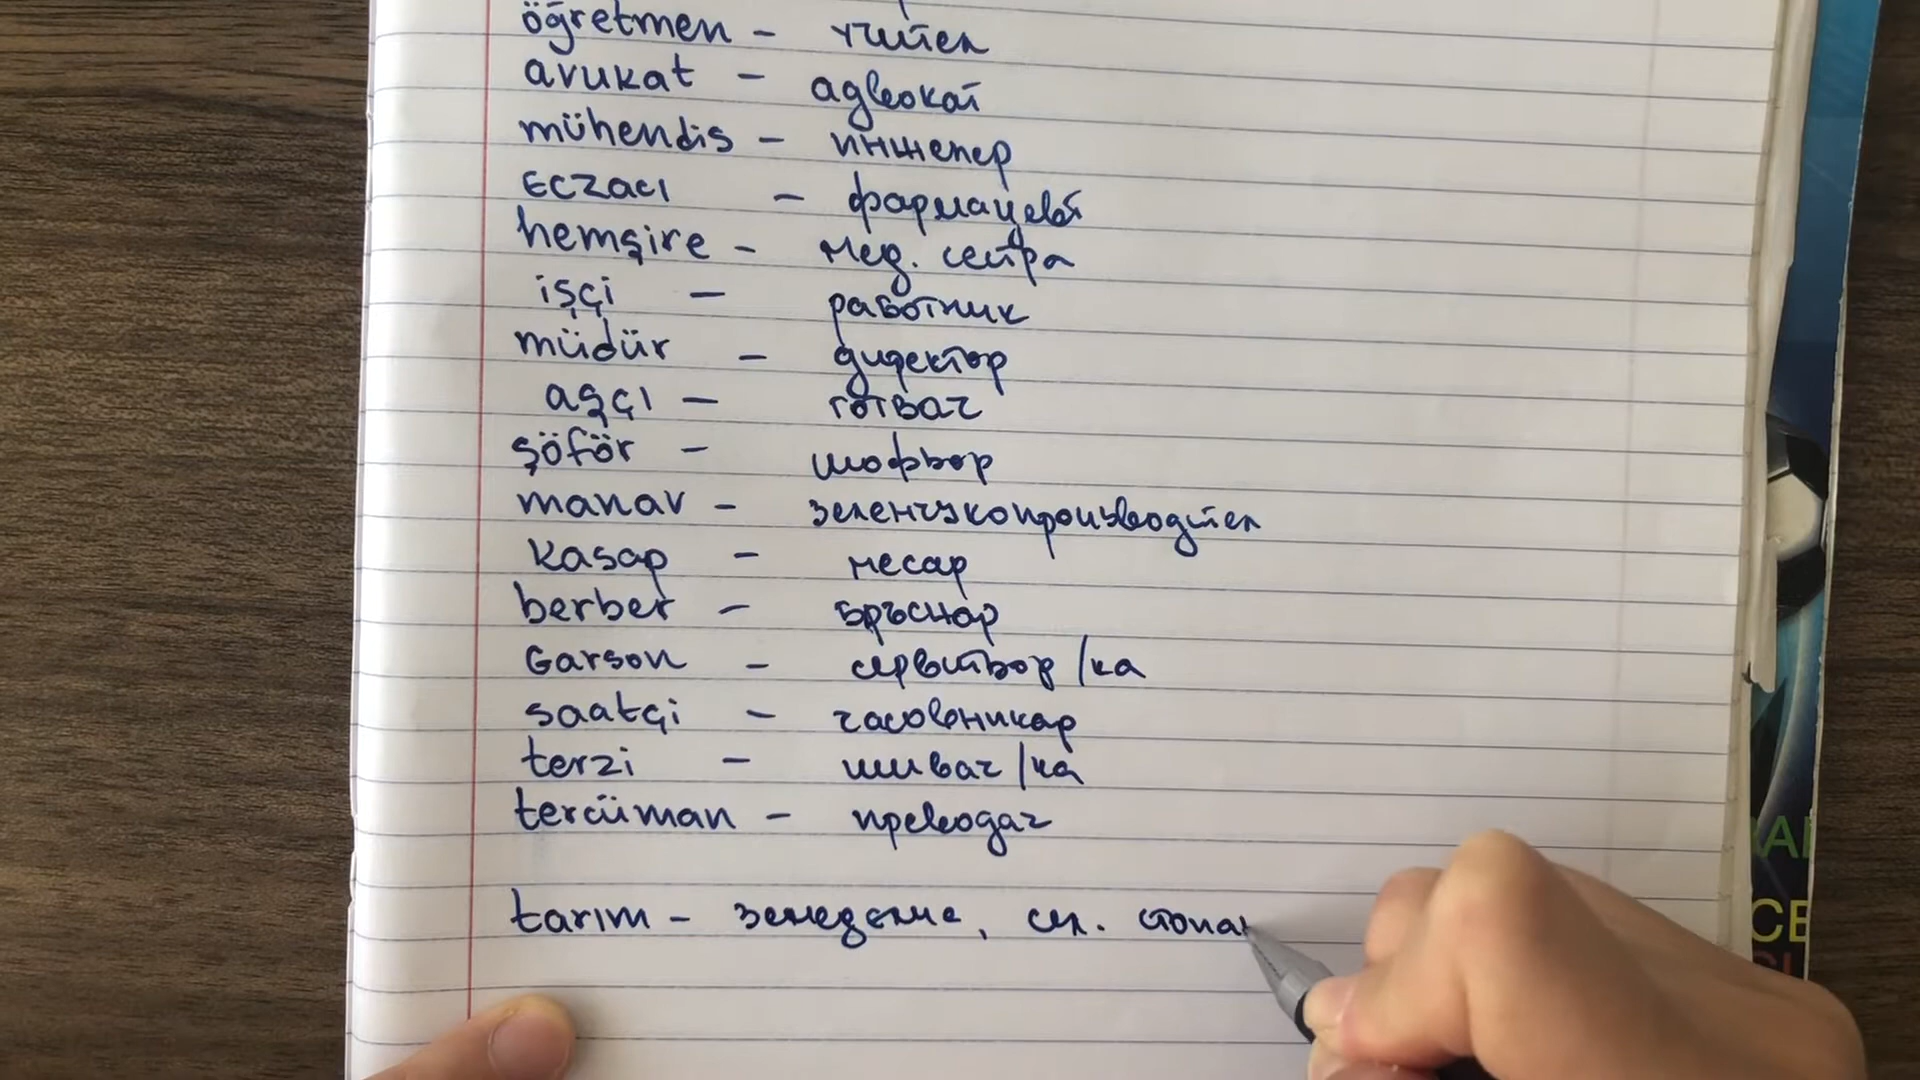 öğretmen - учител
avukat - адвокат
mühendis - инженер
Eczacı - фармацевт
hemşire - мед. сестра
işçi - работник
müdür - директор
aşçı - готвач
şöför - шофьор
manav - зеленчукопроизводител
kasap - месар
berber - бръснар
Garson - сервитьор/ка
saatçi - часовникар
terzi - шивач/ка
tercüman - преводач
tarım - земеделие, сел. стопан
CE